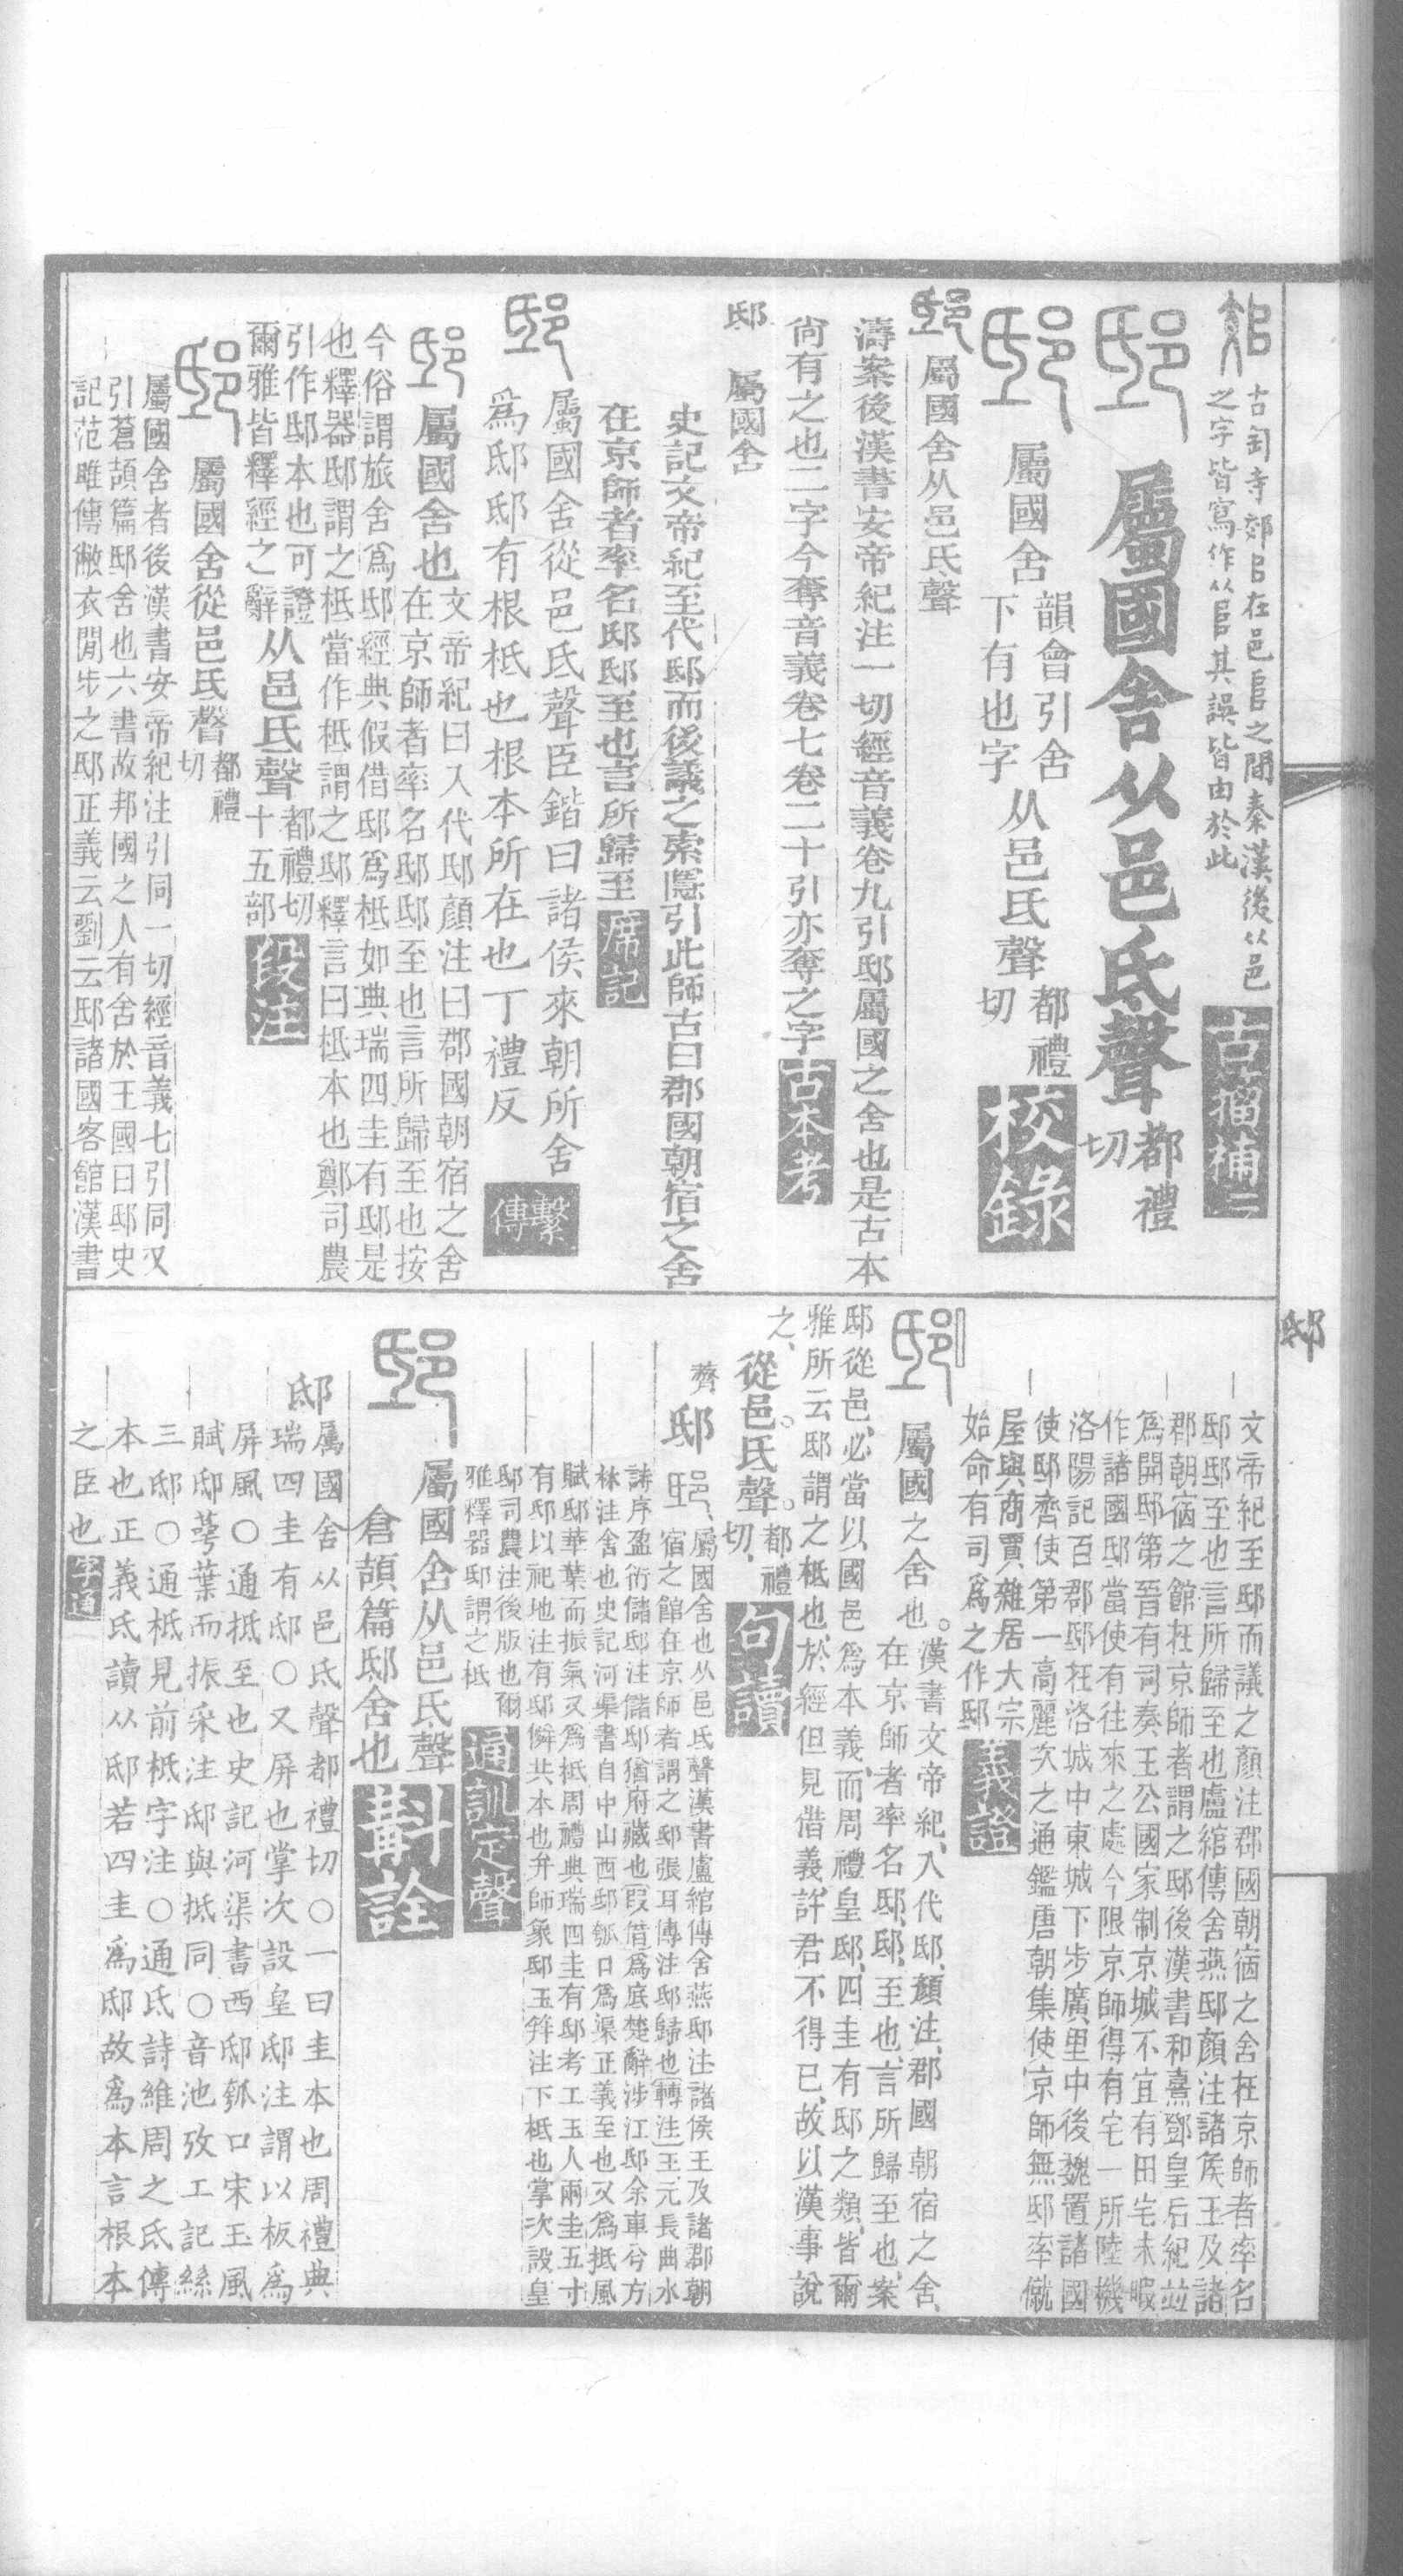 古匋寺郊邑在邑𠂤之間秦漢後从邑
之字皆寫作从𠂤其誤皆由於此
古籀補二
屬國舍从邑氐聲都禮
切
屬國舍韻會引舍
下有也字从邑氐聲都禮
切
校錄
屬國舍从邑氐聲
濤案後漢書安帝紀注一切經音義卷九引邸屬國之舍也是古本
尙有之也二字今奪音義卷七卷二十引亦奪之字古本考
邸 屬國舍
史記文帝紀至代邸而後議之索隱引此師古曰郡國朝宿之舍
在京師者率名邸邸至也言所歸至席記
屬國舍從邑氐聲臣鍇曰諸侯來朝所舍
爲邸邸有根柢也根本所在也丁禮反
繫傳
屬國舍也文帝紀曰入代邸顏注曰郡國朝宿之舍
在京師者率名邸邸至也言所歸至也按
今俗謂旅舍爲邸經典假借邸爲柢如典瑞四圭有邸是
也釋器邸謂之柢當作柢謂之邸釋言曰柢本也鄭司農
引作邸本也可證
爾雅皆釋經之辭从邑氐聲都禮切
十五部段注
屬國舍從邑氐聲都禮
切
屬國舍者後漢書安帝紀注引同一切經音義七引同又
引蒼頡篇邸舍也六書故邦國之人有舍於王國曰邸史
記范雎傳敝衣閒步之邸正義云劉云邸諸國客館漢書
邸
文帝紀至邸而議之顏注郡國朝宿之舍在京師者率名
邸邸至也言所歸至也盧綰傳舍燕邸顏注諸侯王及諸
郡朝宿之館在京師者謂之邸後漢書和熹鄧皇后紀竝
爲開邸第晉有司奏王公國家制京城不宜有田宅未暇
作諸國邸當使有往來之處今限京師得有宅一所陸機
洛陽記百郡邸在洛城中東城下步廣里中後魏置諸國
使邸齊使第一高麗次之通鑑唐朝集使京師無邸率僦
屋與商賈雜居大宗
始命有司爲之作邸義證
屬國之舍也。漢書文帝紀、入代邸、顏注、郡國朝宿之舍、
在京師者率名邸、邸、至也、言所歸至也、案
邸從邑、必當以國邑爲本義、而周禮皇邸、四圭有邸之類、皆爾
雅所云邸謂之柢也、於經但見借義、許君不得已、故以漢事說
之、
從邑。氐聲。都禮
切、句讀
薺 邸 屬國舍也从邑氐聲漢書盧綰傳舍燕邸注諸侯王及諸郡朝
宿之館在京師者謂之邸張耳傳注邸歸也〔轉注〕王元長曲水
詩序盈衍儲邸注儲邸猶府藏也〔叚借〕爲底楚辭涉江邸余車兮方
林注舍也史記河渠書自中山西邸瓠口爲渠正義至也又爲抵風
賦邸華葉而振氣又爲柢周禮典瑞四圭有邸考工玉人兩圭五寸
有邸以祀地注有邸僢共本也弁師象邸玉笄注下柢也掌次設皇
邸司農注後版也爾
雅釋器邸謂之柢通訓定聲
屬國舍从邑氐聲
倉頡篇邸舍也斠詮
邸屬國舍从邑氐聲都禮切○一曰圭本也周禮典
瑞四圭有邸○又屏也掌次設皇邸注謂以板爲
屏風○通抵至也史記河渠書西邸瓠口宋玉風
賦邸萼葉而振采注邸與抵同○音池攷工記絲
三邸○通柢見前柢字注○通氐詩維周之氐傳
本也正義氐讀从邸若四圭爲邸故爲本言根本
之臣也字通